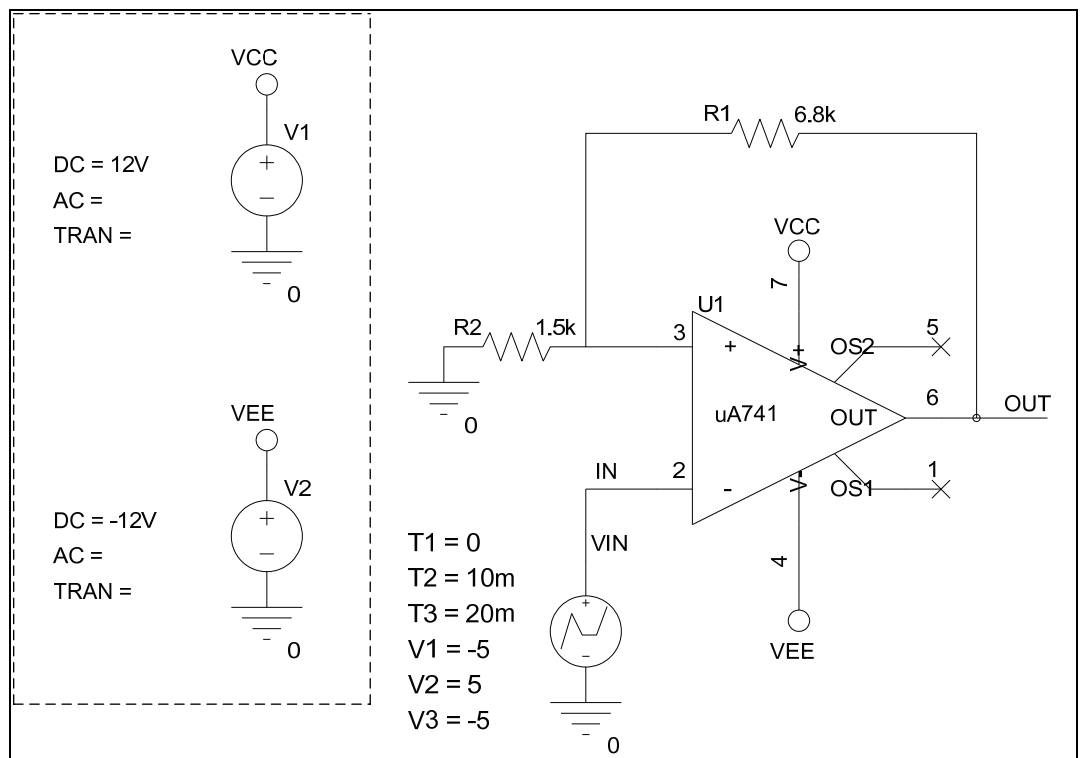 VCC
V1
DC = 12V
AC =
TRAN =
+
-
0
VEE
V2
DC = -12V
AC =
TRAN =
+
-
0
R1 6.8k
VCC
7
U1
R2 1.5k
3
+
V+
OS2
5
0
uA741
OUT
6
OUT
IN
2
-
V-
OS1
1
VIN
4
VEE
T1 = 0
T2 = 10m
T3 = 20m
V1 = -5
V2 = 5
V3 = -5
+
-
0